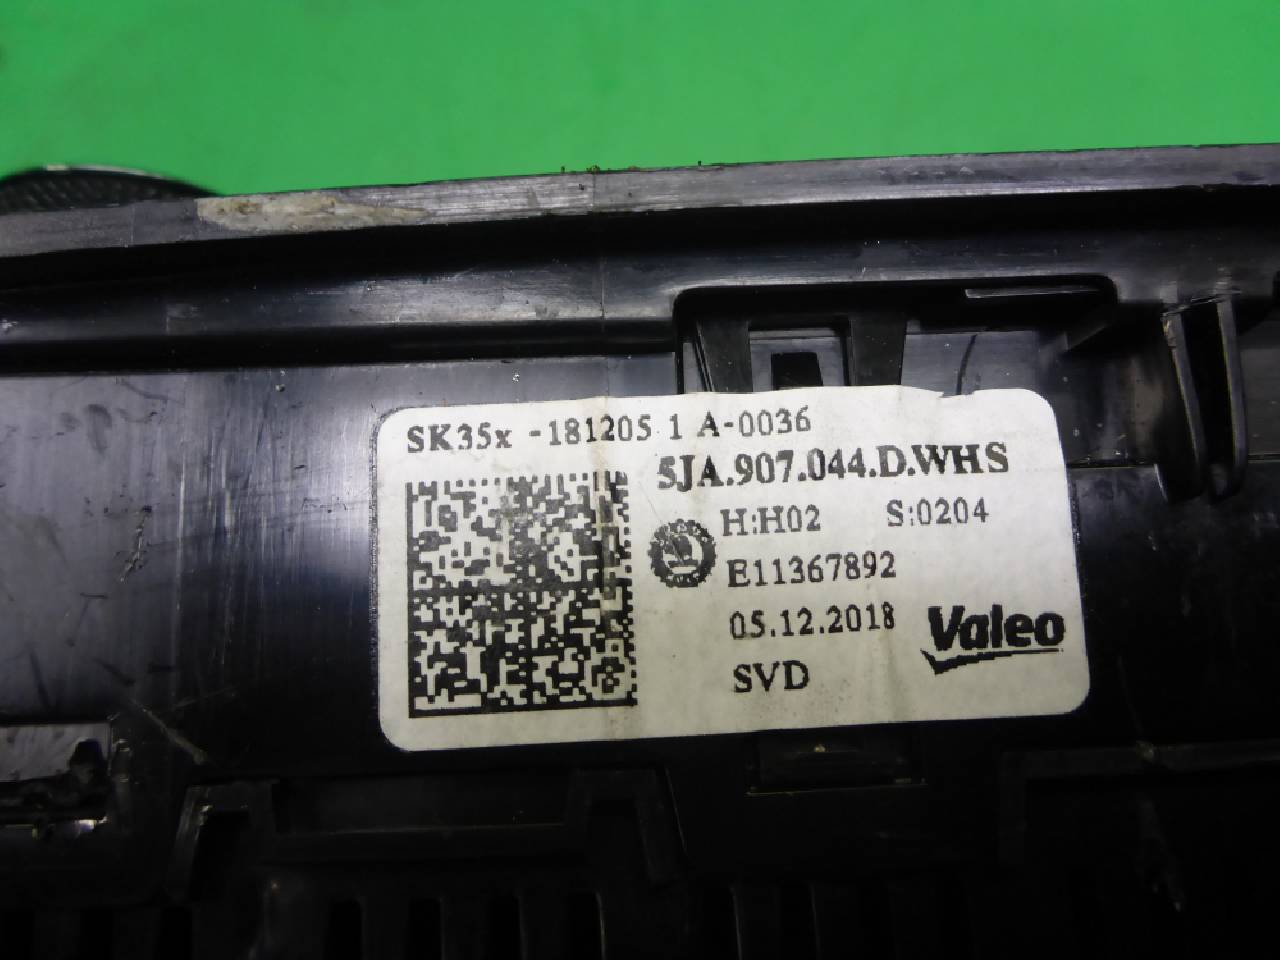 SK35x -181205 1 A-0036
5JA.907.044.D.WHS
H:H02 S:0204
E11367892
05.12.2018
Valeo
SVD